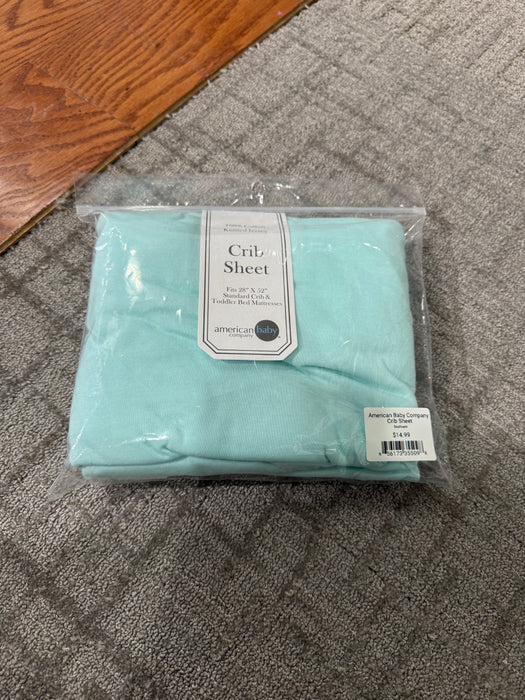 100% Cotton
Knitted Jersey
Crib
Sheet
Fits 28" X 52"
Standard Crib &
Toddler Bed Mattresses
american baby
company
American Baby Company
Crib Sheet
$14.99